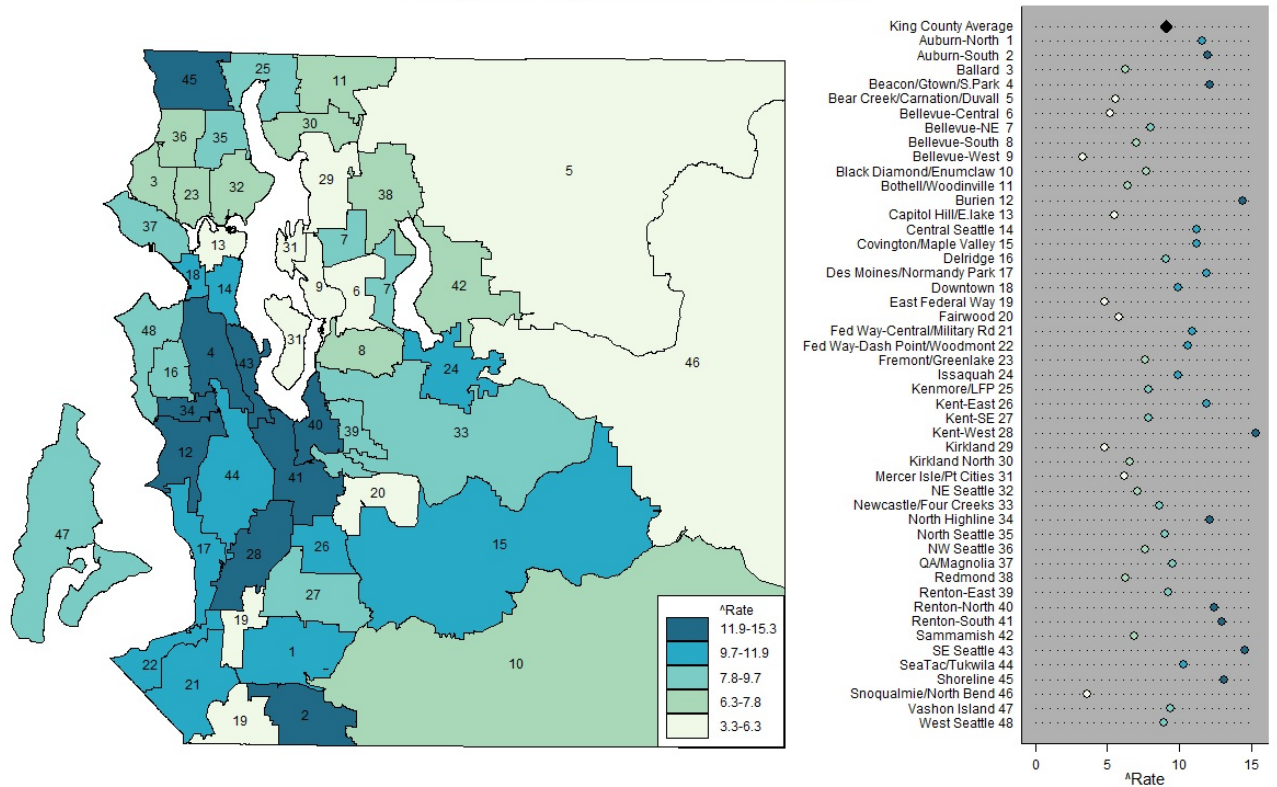 45
25
11
36
35
30
5
3
23
32
29
38
37
13
31
7
18
14
9
6
7
42
48
4
43
31
8
24
46
16
34
40
39
33
12
44
41
20
47
17
28
26
15
27
19
1
10
22
21
19
2
^Rate
11.9-15.3
9.7-11.9
7.8-9.7
6.3-7.8
3.3-6.3
King County Average
Auburn-North 1
Auburn-South 2
Ballard 3
Beacon/Gtown/S.Park 4
Bear Creek/Carnation/Duvall 5
Bellevue-Central 6
Bellevue-NE 7
Bellevue-South 8
Bellevue-West 9
Black Diamond/Enumclaw 10
Bothell/Woodinville 11
Burien 12
Capitol Hill/E.lake 13
Central Seattle 14
Covington/Maple Valley 15
Delridge 16
Des Moines/Normandy Park 17
Downtown 18
East Federal Way 19
Fairwood 20
Fed Way-Central/Military Rd 21
Fed Way-Dash Point/Woodmont 22
Fremont/Greenlake 23
Issaquah 24
Kenmore/LFP 25
Kent-East 26
Kent-SE 27
Kent-West 28
Kirkland 29
Kirkland North 30
Mercer Isle/Pt Cities 31
NE Seattle 32
Newcastle/Four Creeks 33
North Highline 34
North Seattle 35
NW Seattle 36
QA/Magnolia 37
Redmond 38
Renton-East 39
Renton-North 40
Renton-South 41
Sammamish 42
SE Seattle 43
SeaTac/Tukwila 44
Shoreline 45
Snoqualmie/North Bend 46
Vashon Island 47
West Seattle 48
0 5 10 15
^Rate